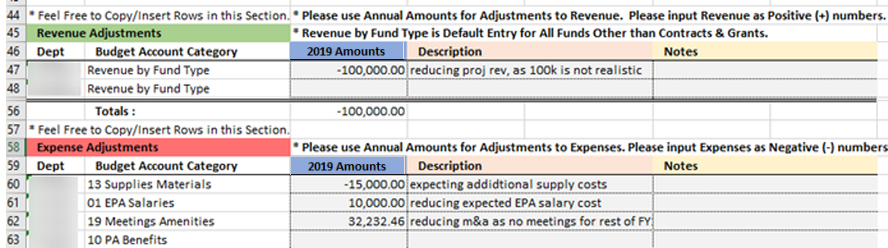 44 * Feel Free to Copy/Insert Rows in this Section. * Please use Annual Amounts for Adjustments to Revenue. Please input Revenue as Positive (+) numbers.
45 Revenue Adjustments * Revenue by Fund Type is Default Entry for All Funds Other than Contracts & Grants.
46 Dept Budget Account Category 2019 Amounts Description Notes
47 Revenue by Fund Type -100,000.00 reducing proj rev, as 100k is not realistic
48 Revenue by Fund Type
56 Totals : -100,000.00
57 * Feel Free to Copy/Insert Rows in this Section.
58 Expense Adjustments * Please use Annual Amounts for Adjustments to Expenses. Please input Expenses as Negative (-) numbers
59 Dept Budget Account Category 2019 Amounts Description Notes
60 13 Supplies Materials -15,000.00 expecting addidtional supply costs
61 01 EPA Salaries 10,000.00 reducing expected EPA salary cost
62 19 Meetings Amenities 32,232.46 reducing m&a as no meetings for rest of FY
63 10 PA Benefits